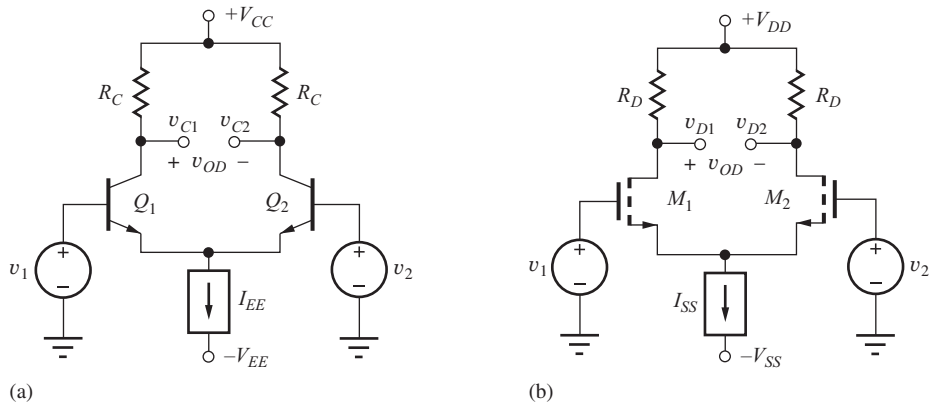 +V_CC
R_C R_C
v_C1 v_C2
+ v_OD −
Q_1 Q_2
v_1 + − + − v_2
I_EE
−V_EE
(a)
+V_DD
R_D R_D
v_D1 v_D2
+ v_OD −
M_1 M_2
v_1 + − + − v_2
I_SS
−V_SS
(b)